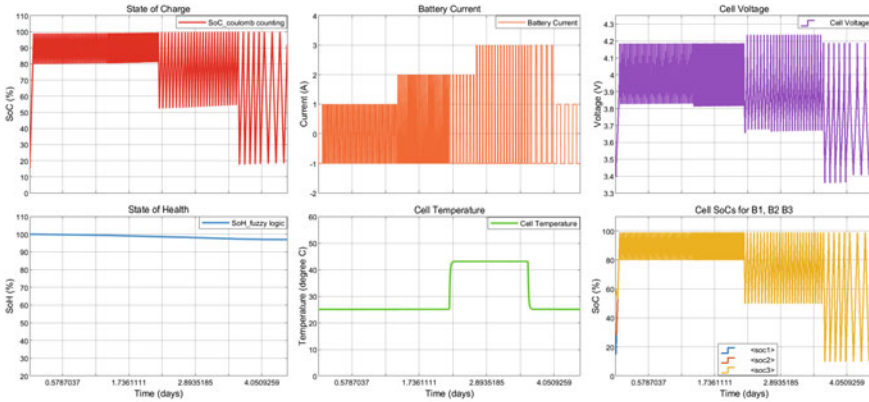 State of Charge
SoC_coulomb counting
SoC (%)
100
90
80
70
60
50
40
30
20
10
0
Battery Current
Battery Current
Current (A)
4
3
2
1
0
-1
-2
Cell Voltage
Cell Voltage
Voltage (V)
4.3
4.2
4.1
4
3.9
3.8
3.7
3.6
3.5
3.4
3.3
State of Health
SoH_fuzzy logic
SoH (%)
110
100
90
80
70
60
50
40
30
20
0.5787037
1.7361111
2.8935185
4.0509259
Time (days)
Cell Temperature
Cell Temperature
Temperature (degree C)
60
50
40
30
20
10
0
0.5787037
1.7361111
2.8935185
4.0509259
Time (days)
Cell SoCs for B1, B2 B3
SoC (%)
100
80
60
40
20
0
<soc1>
<soc2>
<soc3>
0.5787037
1.7361111
2.8935185
4.0509259
Time (days)